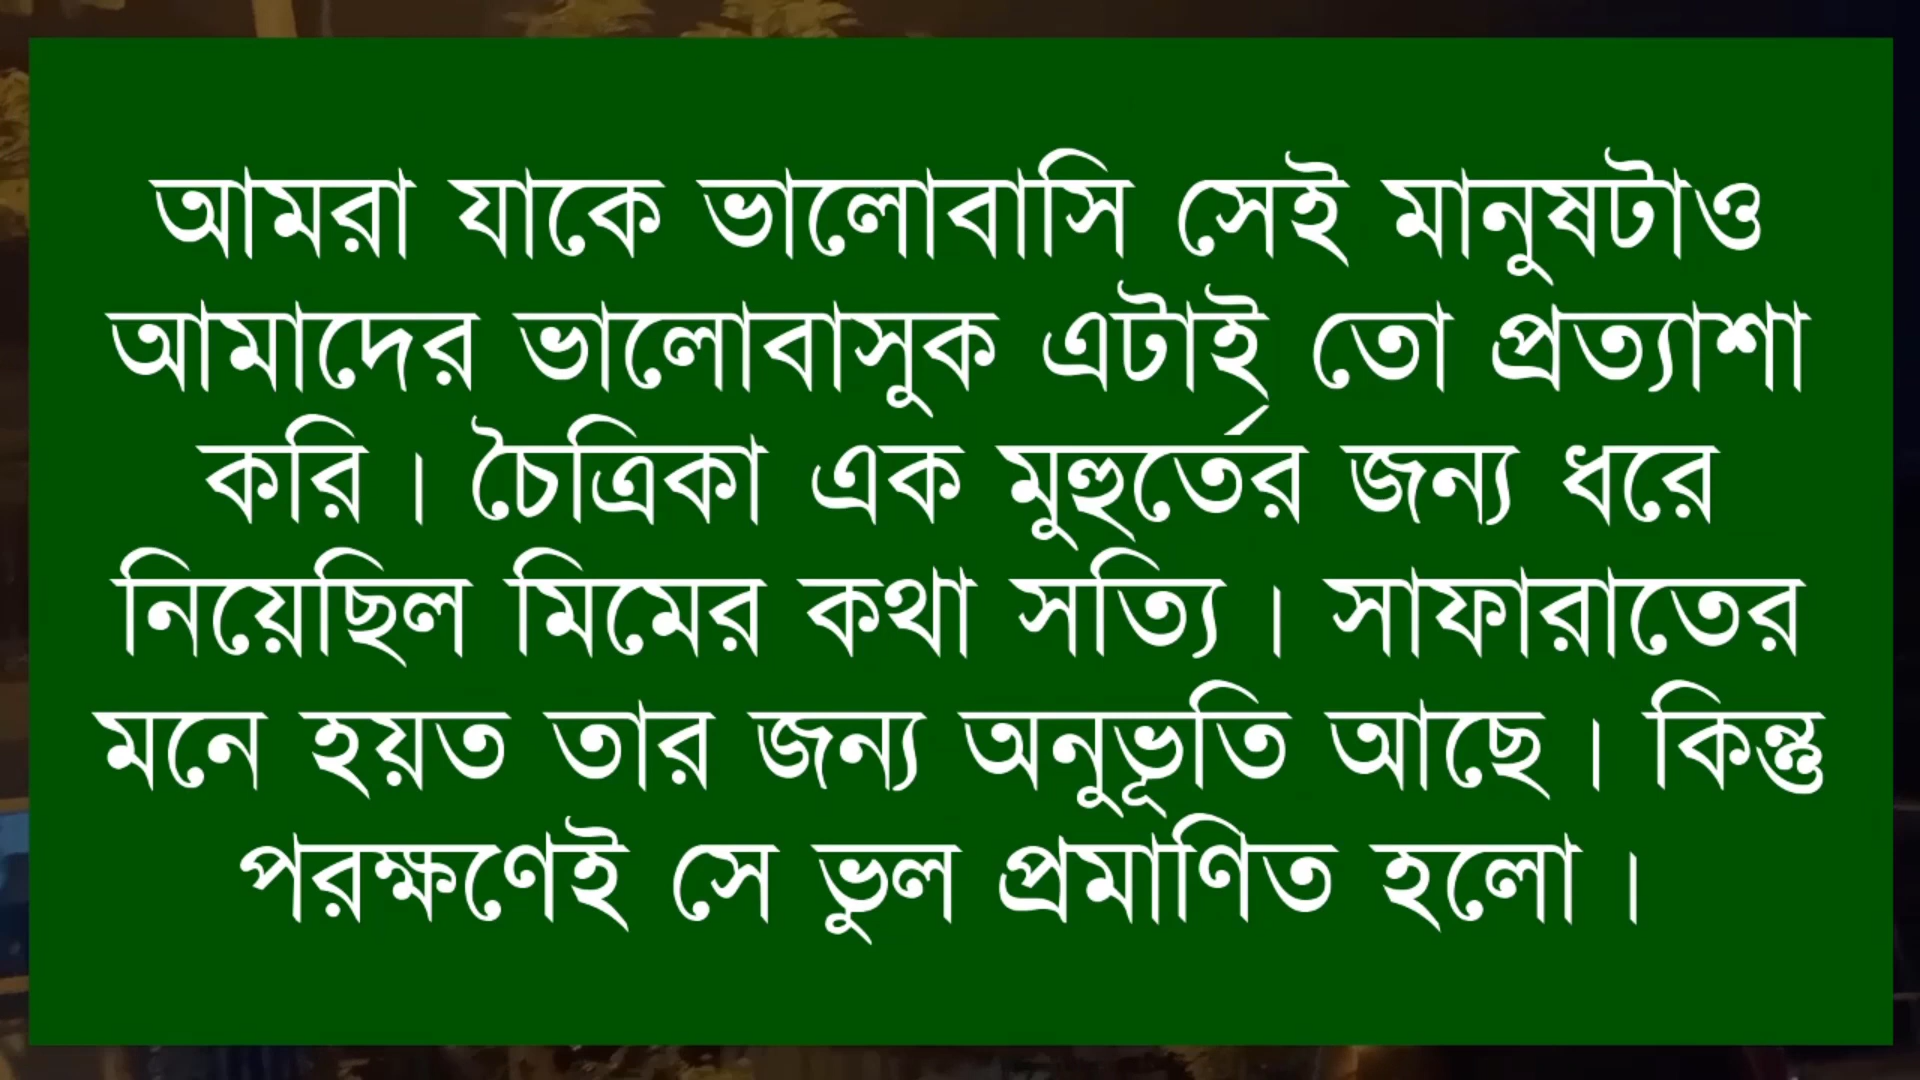 আমরা যাকে ভালোবাসি সেই মানুষটাও
আমাদের ভালোবাসুক এটাই তো প্রত্যাশা
করি । চৈত্রিকা এক মুহুর্তের জন্য ধরে
নিয়েছিল মিমের কথা সত্যি । সাফারাতের
মনে হয়ত তার জন্য অনুভূতি আছে । কিন্তু
পরক্ষণেই সে ভুল প্রমাণিত হলো ।